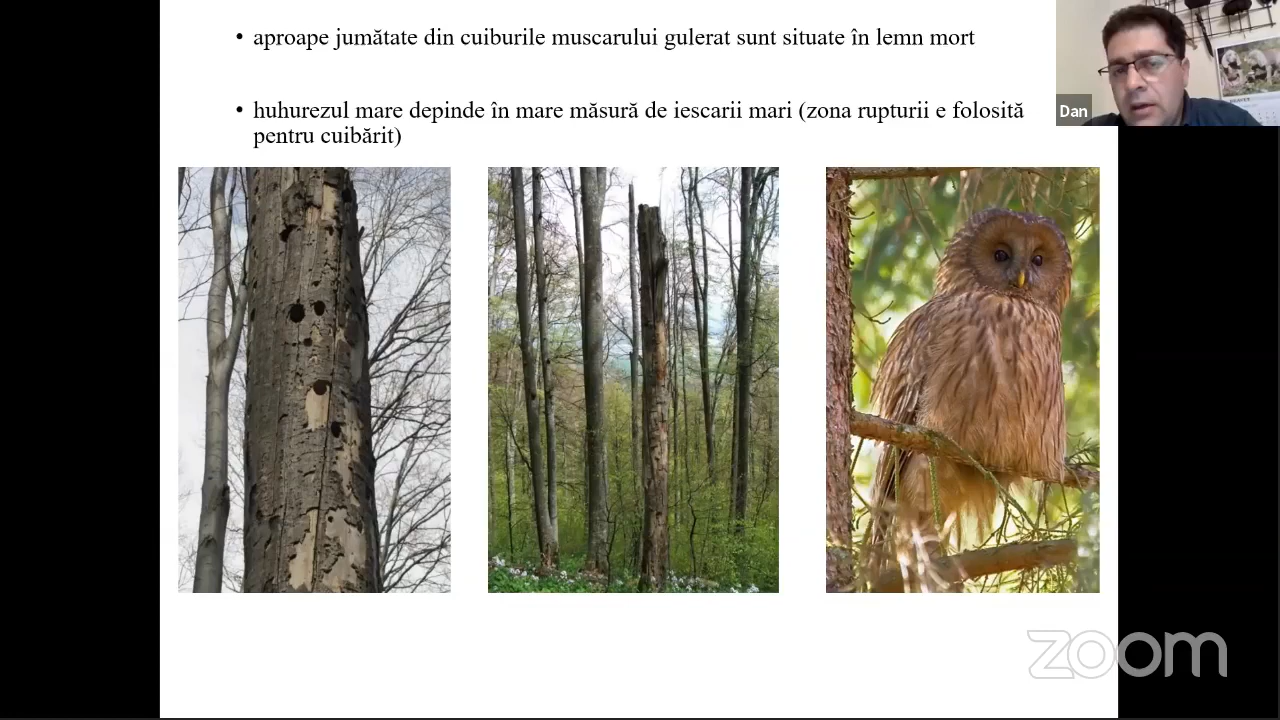 • aproape jumătate din cuiburile muscarului gulerat sunt situate în lemn mort
• huhurezul mare depinde în mare măsură de iescarii mari (zona rupturii e folosită
pentru cuibărit)
Dan
zoom